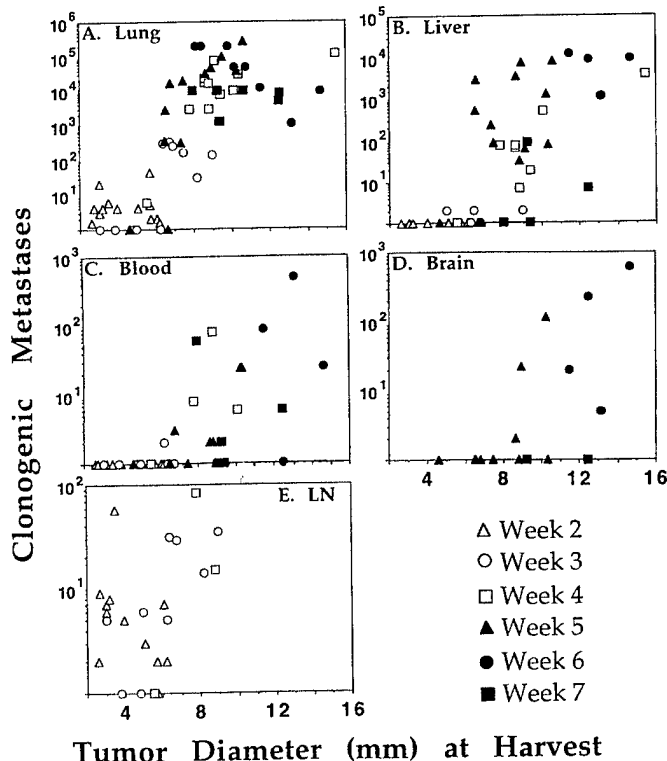 A. Lung
10^6
10^5
10^4
10^3
10^2
10^1
B. Liver
10^5
10^4
10^3
10^2
10^1
C. Blood
10^3
10^2
10^1
D. Brain
10^3
10^2
10^1
4 8 12 16
E. LN
10^2
10^1
4 8 12 16
Clonogenic Metastases
△ Week 2
○ Week 3
□ Week 4
▲ Week 5
● Week 6
■ Week 7
Tumor Diameter (mm) at Harvest